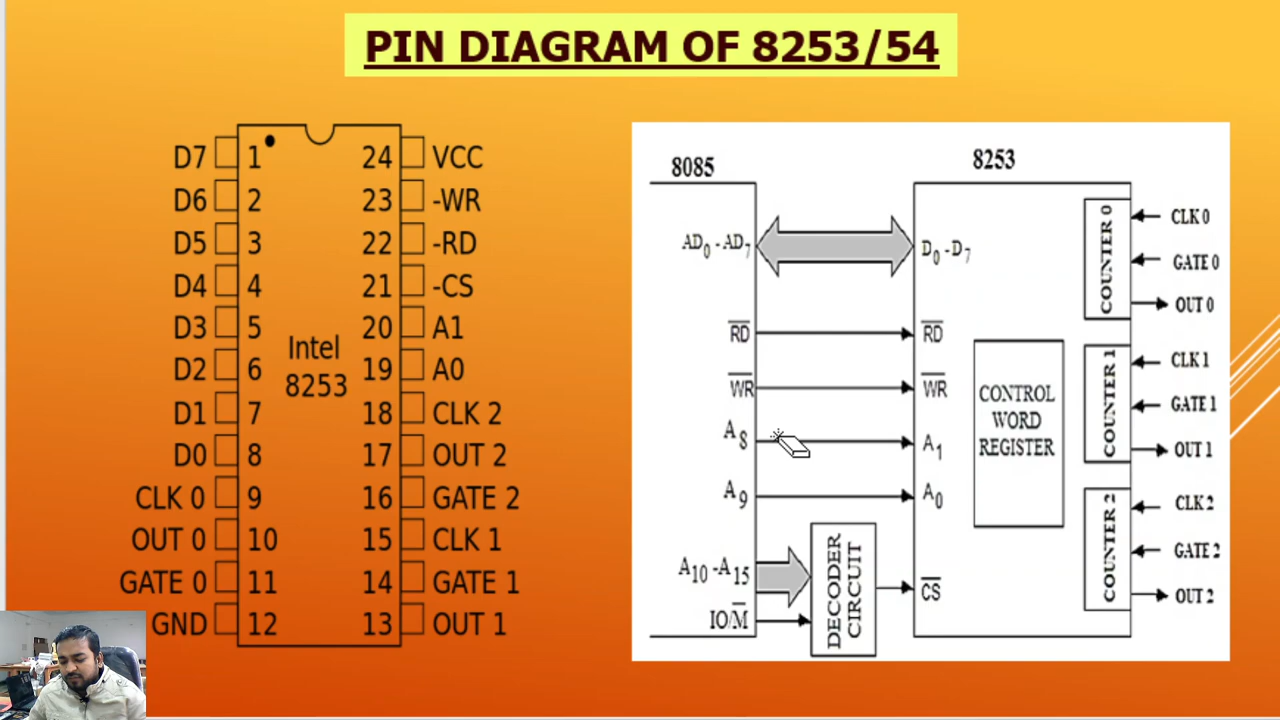 PIN DIAGRAM OF 8253/54
D7 1 24 VCC
D6 2 23 -WR
D5 3 22 -RD
D4 4 21 -CS
D3 5 20 A1
D2 6 19 A0
D1 7 18 CLK 2
D0 8 17 OUT 2
CLK 0 9 16 GATE 2
OUT 0 10 15 CLK 1
GATE 0 11 14 GATE 1
GND 12 13 OUT 1
Intel
8253
8085
8253
AD0 - AD7
D0 - D7
RD
RD
WR
WR
A8
A1
A9
A0
A10 - A15
IO/M
DECODER
CIRCUIT
CS
CONTROL
WORD
REGISTER
COUNTER 0
CLK 0
GATE 0
OUT 0
COUNTER 1
CLK 1
GATE 1
OUT 1
COUNTER 2
CLK 2
GATE 2
OUT 2